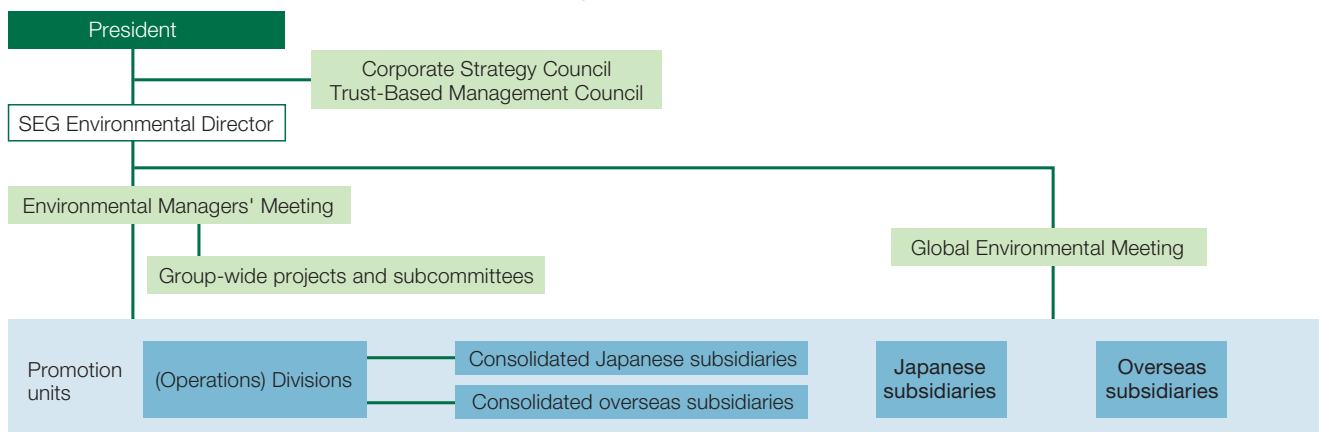 President
Corporate Strategy Council
Trust-Based Management Council
SEG Environmental Director
Environmental Managers' Meeting
Global Environmental Meeting
Group-wide projects and subcommittees
Promotion
units
(Operations) Divisions
Consolidated Japanese subsidiaries
Consolidated overseas subsidiaries
Japanese
subsidiaries
Overseas
subsidiaries